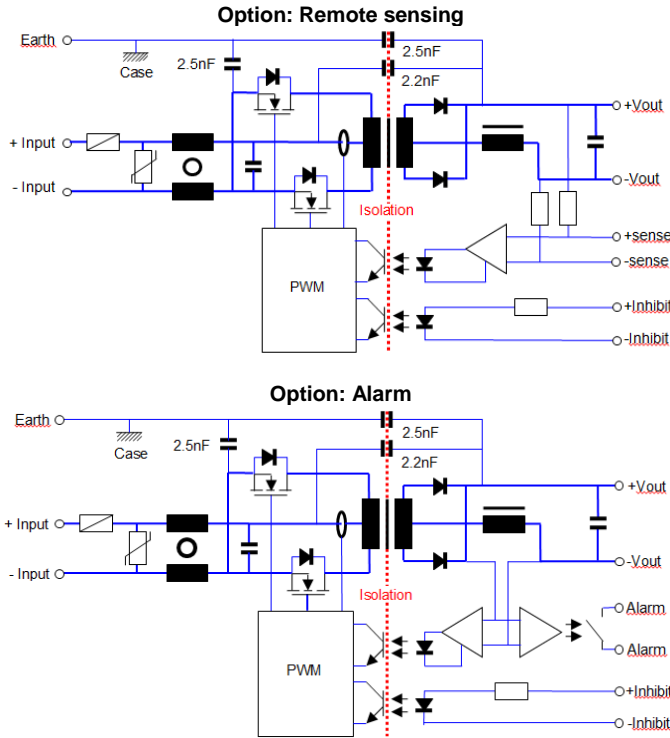 Option: Remote sensing
Earth
2.5nF
Case
2.5nF
2.2nF
+Vout
+ Input
- Input
-Vout
Isolation
+sense
-sense
PWM
+Inhibit
-Inhibit
Option: Alarm
Earth
2.5nF
Case
2.5nF
2.2nF
+Vout
+ Input
- Input
-Vout
Isolation
Alarm
Alarm
PWM
+Inhibit
-Inhibit